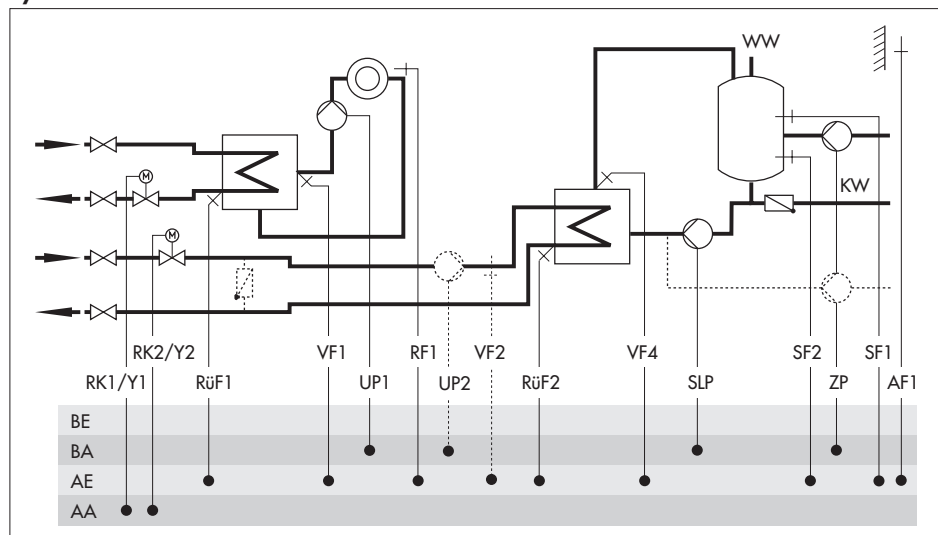 WW
M
KW
M
RK2/Y2 VF1 RF1 VF2 VF4 SF2 SF1
RK1/Y1 RüF1 UP1 UP2 RüF2 SLP ZP AF1
BE
BA
AE
AA